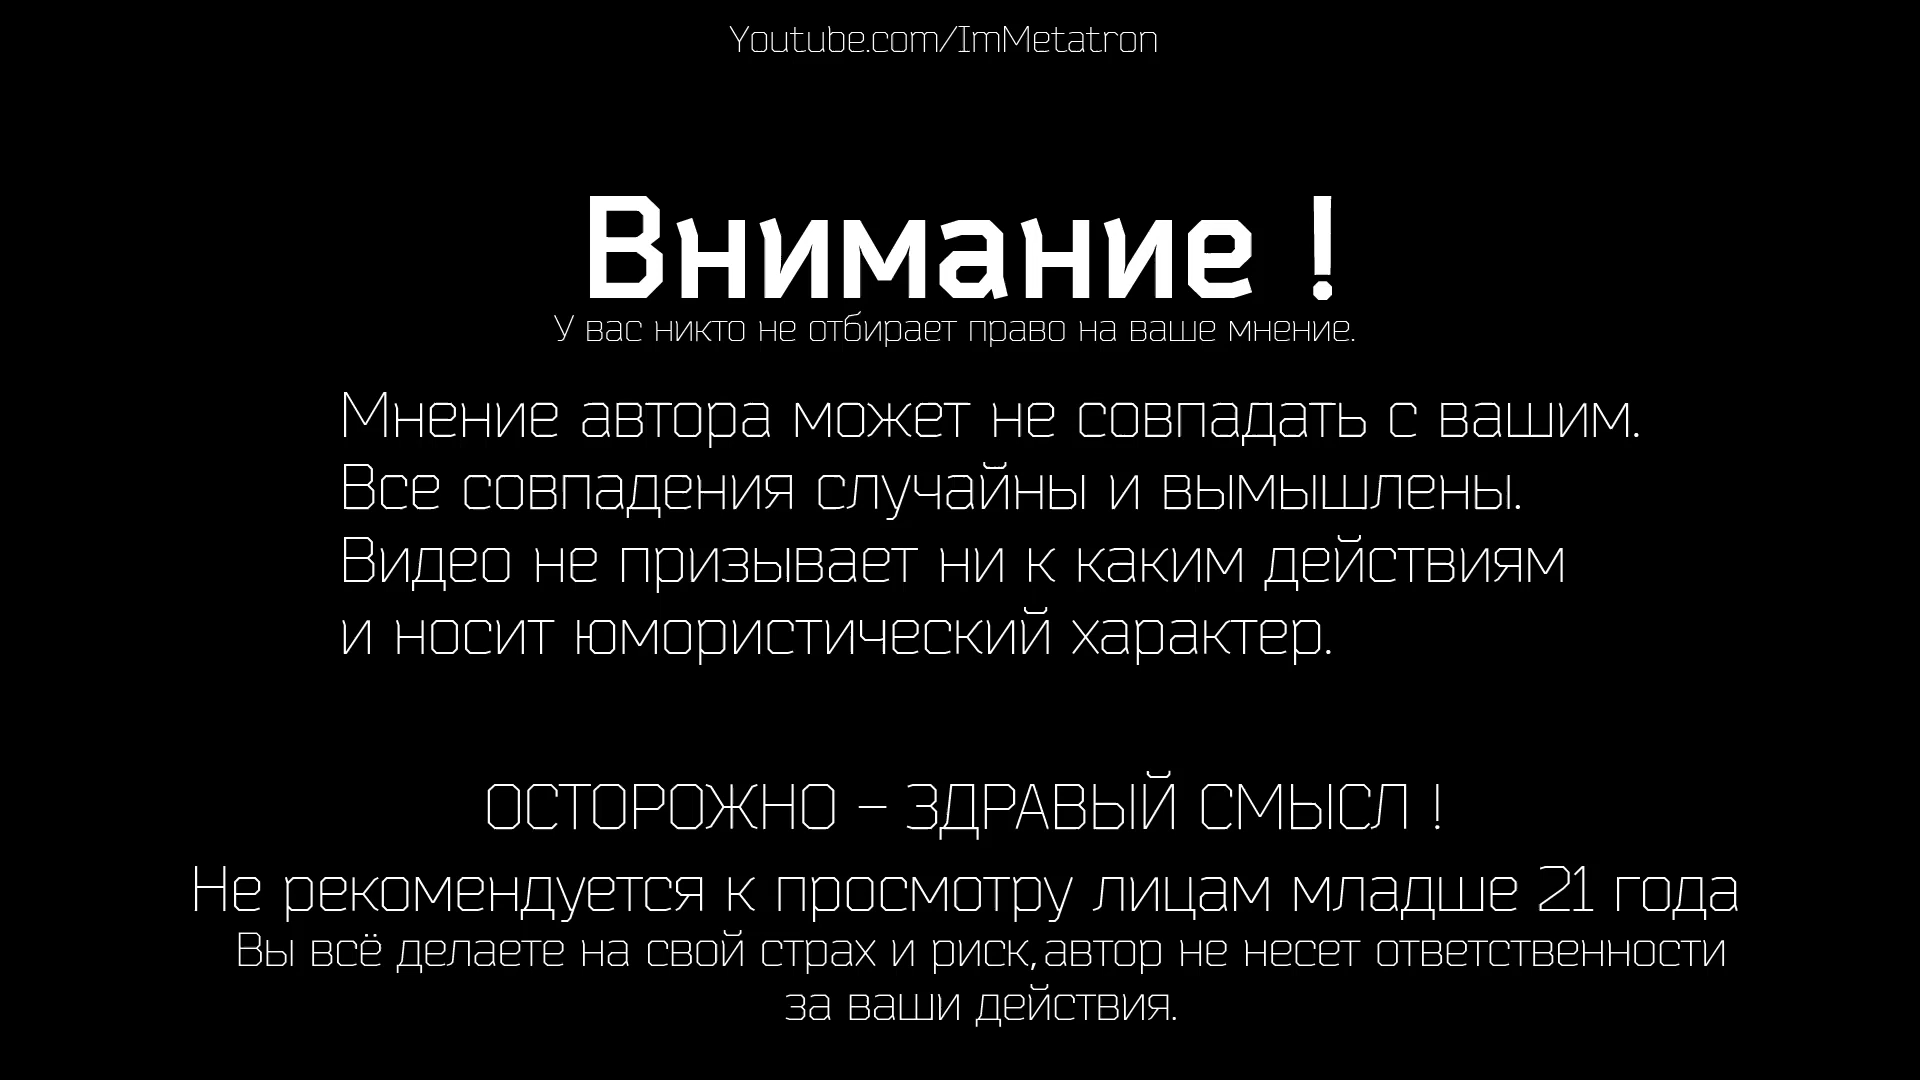 Youtube.com/ImMetatron
Внимание !
У вас никто не отбирает право на ваше мнение.
Мнение автора может не совпадать с вашим.
Все совпадения случайны и вымышлены.
Видео не призывает ни к каким действиям
и носит юмористический характер.
ОСТОРОЖНО – ЗДРАВЫЙ СМЫСЛ !
Не рекомендуется к просмотру лицам младше 21 года
Вы всё делаете на свой страх и риск,автор не несет ответственности
за ваши действия.